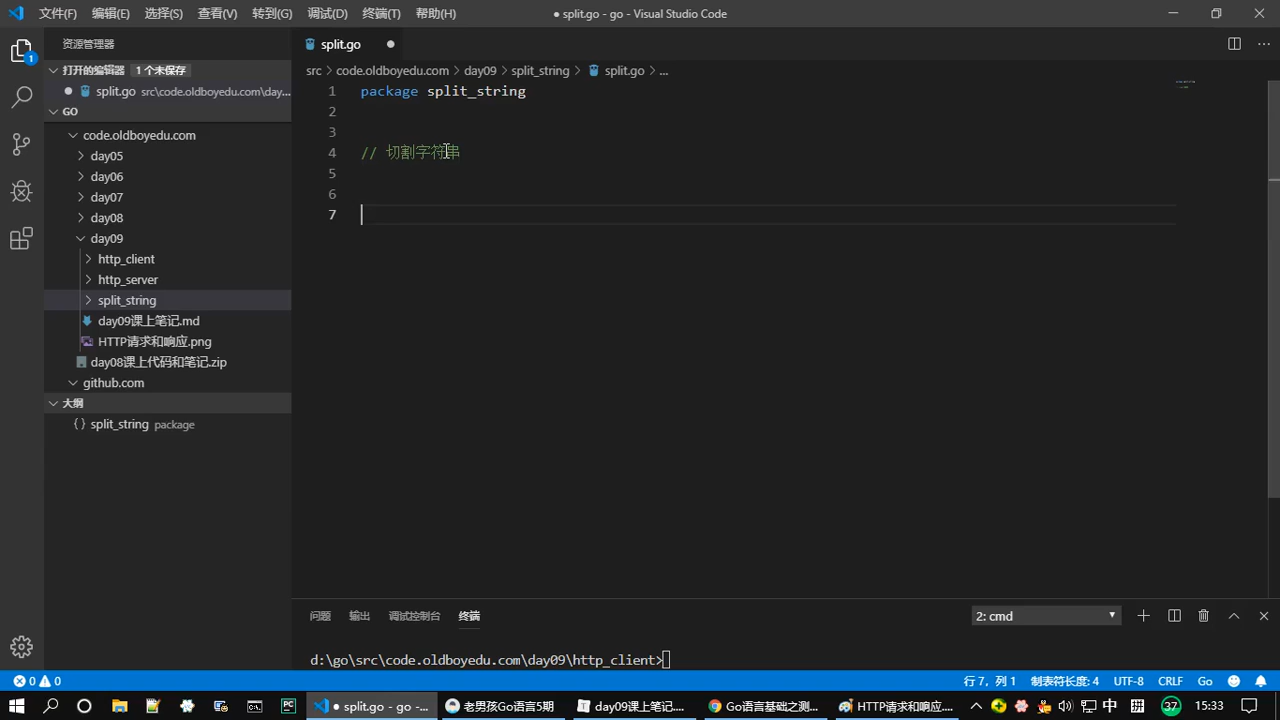 文件(F) 编辑(E) 选择(S) 查看(V) 转到(G) 调试(D) 终端(T) 帮助(H) ● split.go - go - Visual Studio Code
资源管理器
split.go ●
打开的编辑器 1 个未保存
src > code.oldboyedu.com > day09 > split_string > split.go > ...
● split.go src\code.oldboyedu.com\day...
1 package split_string
GO
2
code.oldboyedu.com
3
day05
4 // 切割字符串
day06
5
day07
6
day08
7
day09
http_client
http_server
split_string
day09课上笔记.md
HTTP请求和响应.png
day08课上代码和笔记.zip
github.com
大纲
{} split_string package
问题 输出 调试控制台 终端 2: cmd
d:\go\src\code.oldboyedu.com\day09\http_client>
0 0 行 7, 列 1 制表符长度: 4 UTF-8 CRLF Go
● split.go - go -... 老男孩Go语言5期 day09课上笔记.... Go语言基础之测... HTTP请求和响应.... 中 拼 37 15:33